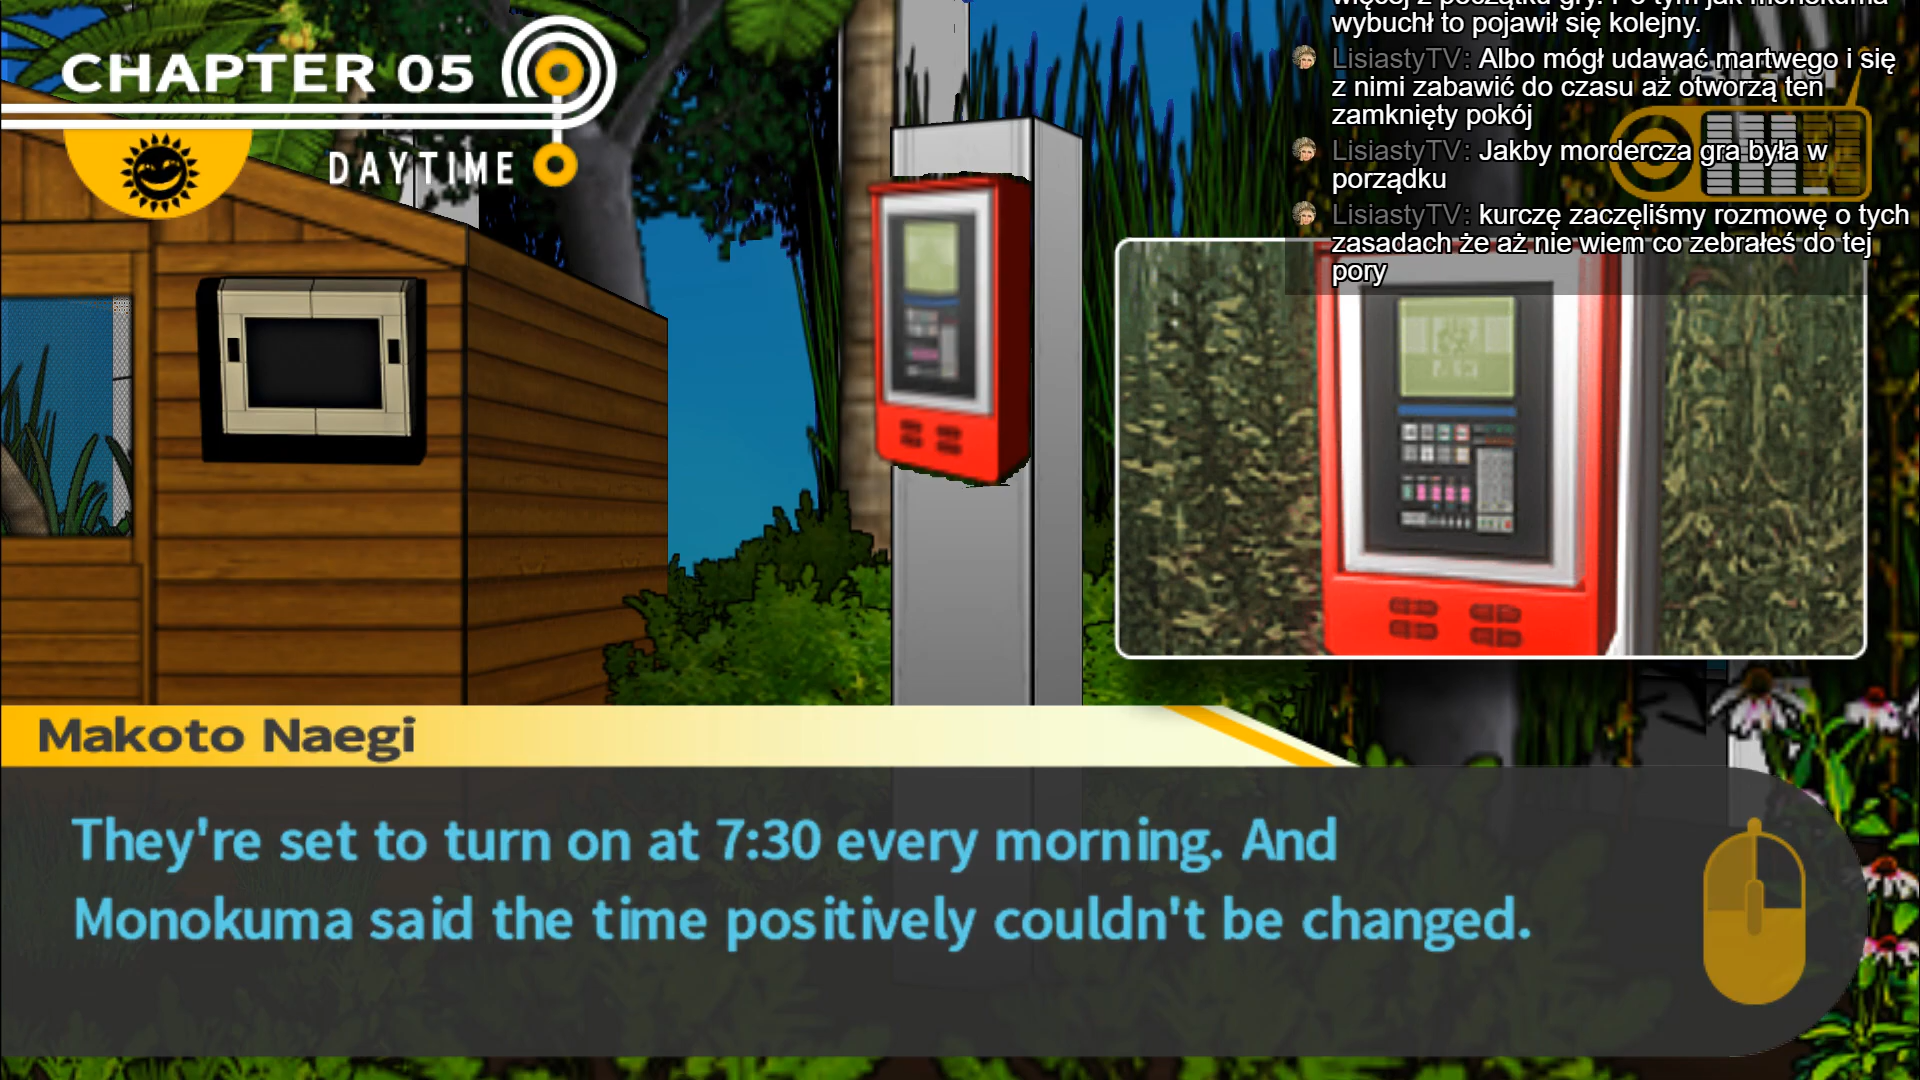 CHAPTER 05
DAYTIME
wybuchł to pojawił się kolejny.
LisiastyTV: Albo mógł udawać martwego i się
z nimi zabawić do czasu aż otworzą ten
zamknięty pokój
LisiastyTV: Jakby mordercza gra była w
porządku
LisiastyTV: kurczę zaczęliśmy rozmowę o tych
zasadach że aż nie wiem co zebrałeś do tej
pory
Makoto Naegi
They're set to turn on at 7:30 every morning. And
Monokuma said the time positively couldn't be changed.